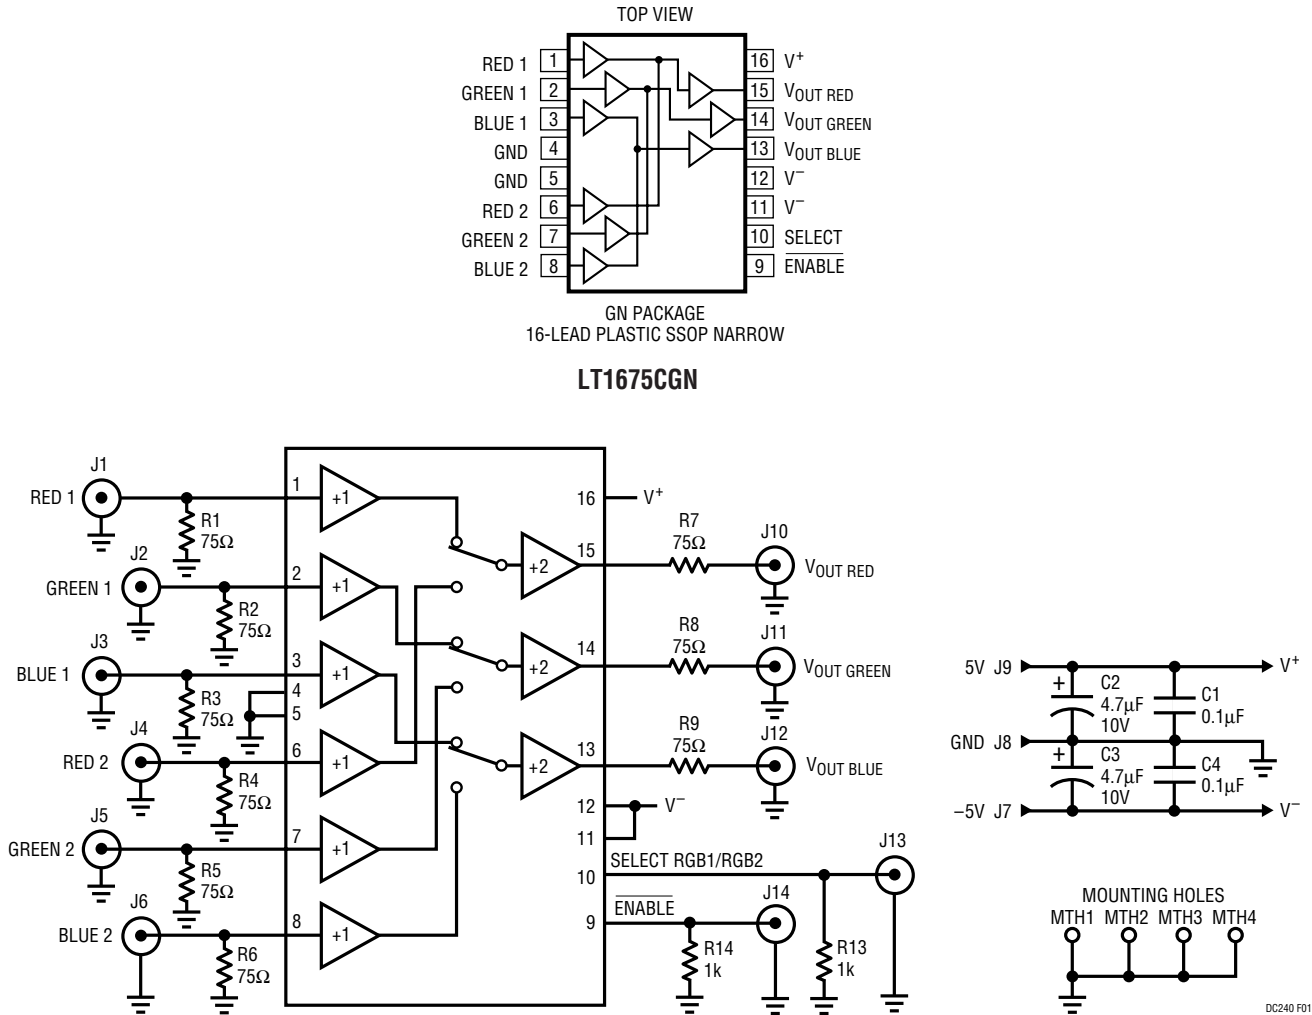 TOP VIEW
RED 1 1 16 V+
GREEN 1 2 15 VOUT RED
BLUE 1 3 14 VOUT GREEN
GND 4 13 VOUT BLUE
GND 5 12 V−
RED 2 6 11 V−
GREEN 2 7 10 SELECT
BLUE 2 8 9 ENABLE
GN PACKAGE
16-LEAD PLASTIC SSOP NARROW
LT1675CGN
J1
RED 1
R1
75Ω
1
+1
J2
GREEN 1
R2
75Ω
2
+1
J3
BLUE 1
R3
75Ω
3
+1
4
5
J4
RED 2
R4
75Ω
6
+1
J5
GREEN 2
R5
75Ω
7
+1
J6
BLUE 2
R6
75Ω
8
+1
16 V+
+2
15
R7
75Ω
J10
VOUT RED
+2
14
R8
75Ω
J11
VOUT GREEN
+2
13
R9
75Ω
J12
VOUT BLUE
12 V−
11
10
SELECT RGB1/RGB2
J13
9
ENABLE
J14
R14
1k
R13
1k
5V J9 V+
+
C2
4.7µF
10V
C1
0.1µF
GND J8
+
C3
4.7µF
10V
C4
0.1µF
−5V J7 V−
MOUNTING HOLES
MTH1 MTH2 MTH3 MTH4
DC240 F01